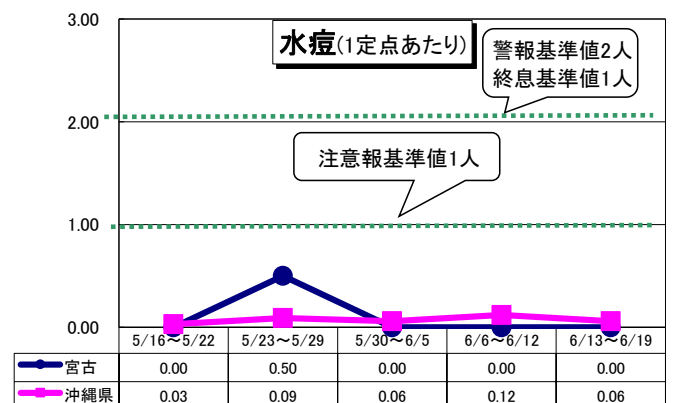 3.00
水痘(1定点あたり)
警報基準値2人
終息基準値1人
2.00
注意報基準値1人
1.00
0.00
5/16～5/22 5/23～5/29 5/30～6/5 6/6～6/12 6/13～6/19
宮古 0.00 0.50 0.00 0.00 0.00
沖縄県 0.03 0.09 0.06 0.12 0.06